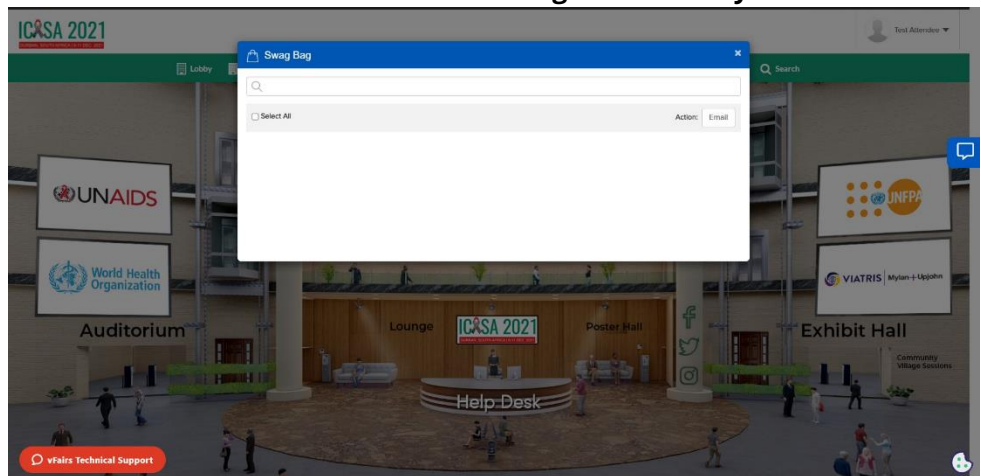 ICASA 2021
Test Attendee
Swag Bag
×
Lobby
Search
Select All
Action: Email
UNAIDS
UNFPA
World Health
Organization
VIATRIS Mylan + Upjohn
Auditorium
Lounge
ICASA 2021
Poster Hall
Exhibit Hall
Community
Village Sessions
Help Desk
vFairs Technical Support